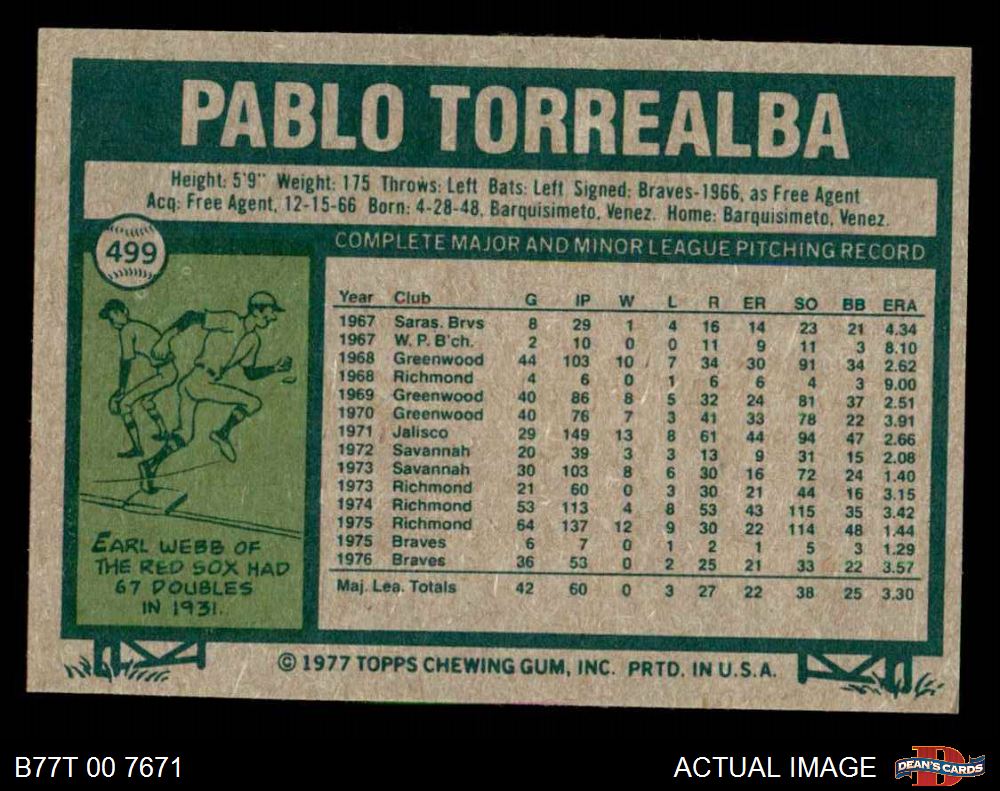 PABLO TORREALBA
Height: 5'9" Weight: 175 Throws: Left Bats: Left Signed: Braves-1966, as Free Agent
Acq: Free Agent, 12-15-66 Born: 4-28-48, Barquisimeto, Venez. Home: Barquisimeto, Venez.
499
COMPLETE MAJOR AND MINOR LEAGUE PITCHING RECORD
Year Club G IP W L R ER SO BB ERA
1967 Saras. Brvs 8 29 1 4 16 14 23 21 4.34
1967 W. P. B'ch. 2 10 0 0 11 9 11 3 8.10
1968 Greenwood 44 103 10 7 34 30 91 34 2.62
1968 Richmond 4 6 0 1 6 6 4 3 9.00
1969 Greenwood 40 86 8 5 32 24 81 37 2.51
1970 Greenwood 40 76 7 3 41 33 78 22 3.91
1971 Jalisco 29 149 13 8 61 44 94 47 2.66
1972 Savannah 20 39 3 3 13 9 31 15 2.08
1973 Savannah 30 103 8 6 30 16 72 24 1.40
1973 Richmond 21 60 0 3 30 21 44 16 3.15
1974 Richmond 53 113 4 8 53 43 115 35 3.42
1975 Richmond 64 137 12 9 30 22 114 48 1.44
1975 Braves 6 7 0 1 2 1 5 3 1.29
1976 Braves 36 53 0 2 25 21 33 22 3.57
Maj. Lea. Totals 42 60 0 3 27 22 38 25 3.30
EARL WEBB OF
THE RED SOX HAD
67 DOUBLES
IN 1931.
© 1977 TOPPS CHEWING GUM, INC. PRTD. IN U.S.A.
B77T 00 7671
ACTUAL IMAGE
DEAN'S CARDS